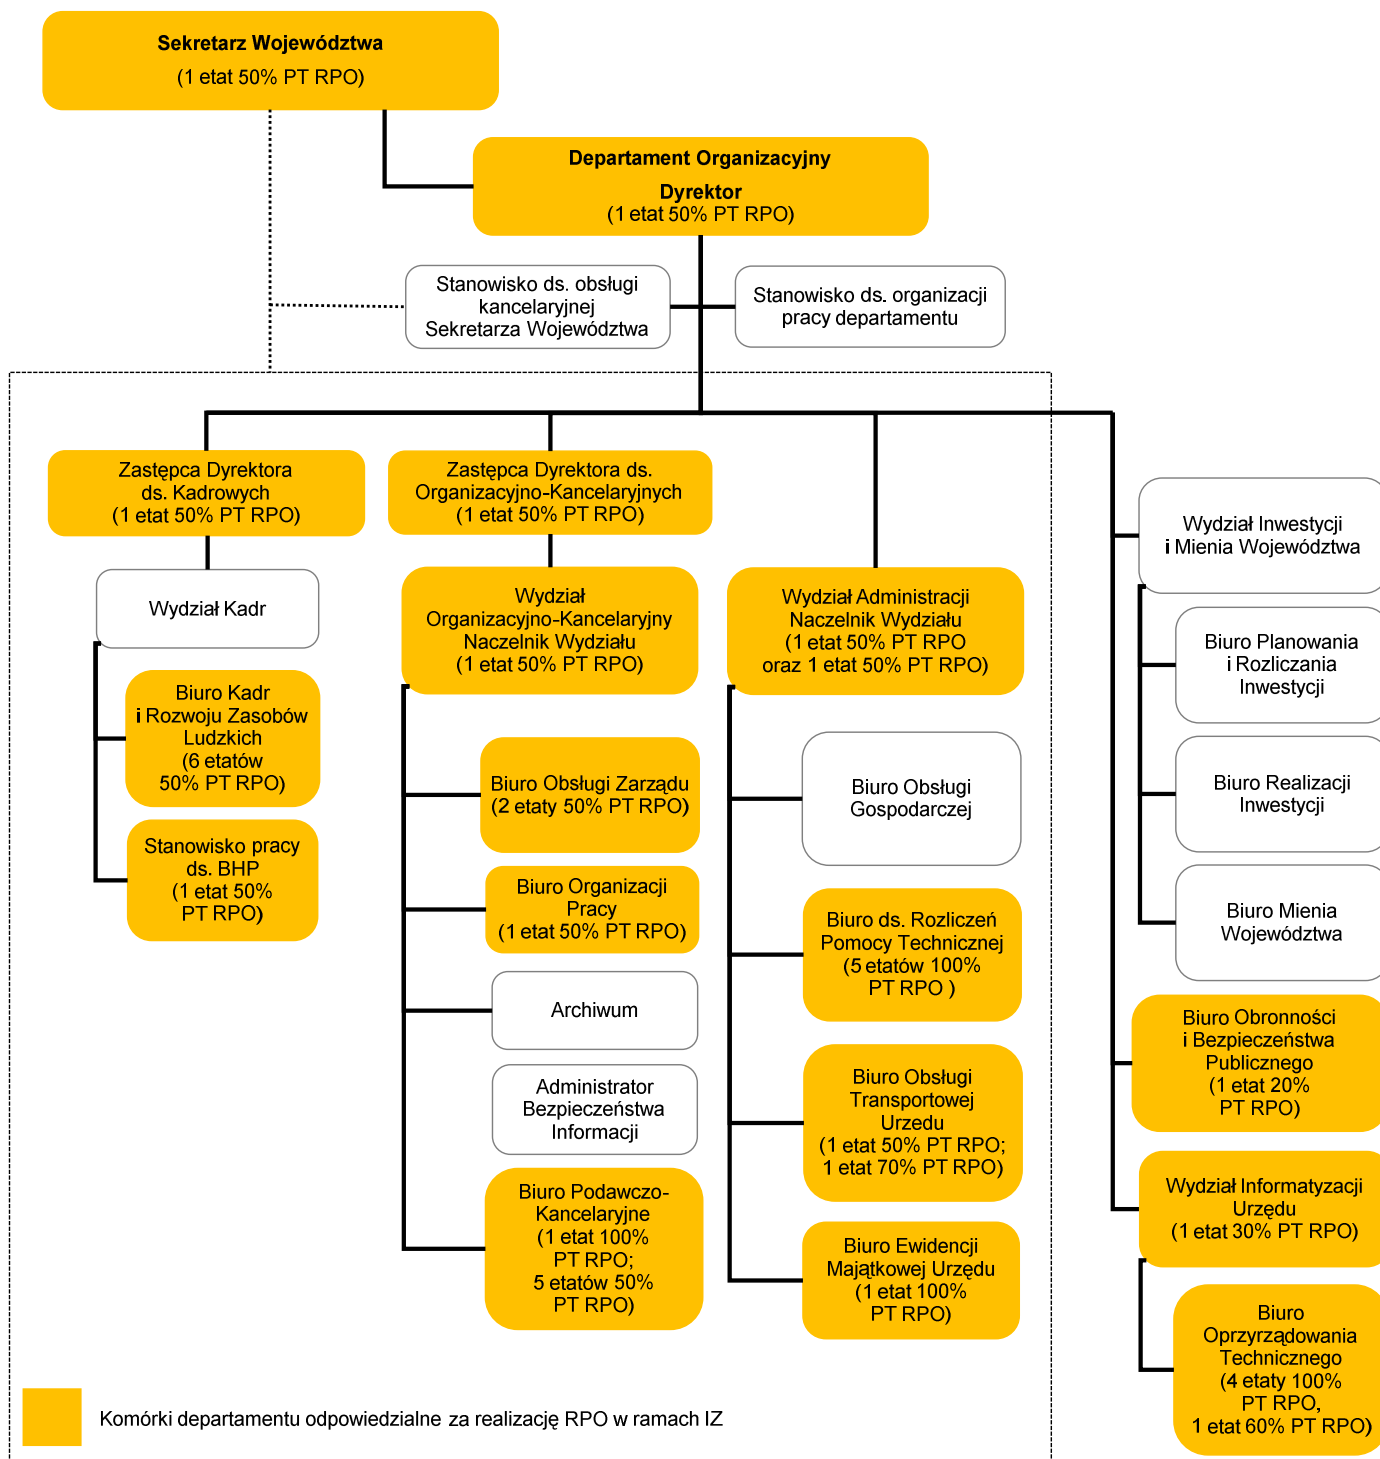 Sekretarz Województwa
(1 etat 50% PT RPO)
Departament Organizacyjny
Dyrektor
(1 etat 50% PT RPO)
Stanowisko ds. obsługi
kancelaryjnej
Sekretarza Województwa
Stanowisko ds. organizacji
pracy departamentu
Zastępca Dyrektora
ds. Kadrowych
(1 etat 50% PT RPO)
Zastępca Dyrektora ds.
Organizacyjno-Kancelaryjnych
(1 etat 50% PT RPO)
Wydział Kadr
Biuro Kadr
i Rozwoju Zasobów
Ludzkich
(6 etatów
50% PT RPO)
Stanowisko pracy
ds. BHP
(1 etat 50%
PT RPO)
Wydział
Organizacyjno-Kancelaryjny
Naczelnik Wydziału
(1 etat 50% PT RPO)
Biuro Obsługi Zarządu
(2 etaty 50% PT RPO)
Biuro Organizacji
Pracy
(1 etat 50% PT RPO)
Archiwum
Administrator
Bezpieczeństwa
Informacji
Biuro Podawczo-
Kancelaryjne
(1 etat 100%
PT RPO;
5 etatów 50%
PT RPO)
Wydział Administracji
Naczelnik Wydziału
(1 etat 50% PT RPO
oraz 1 etat 50% PT RPO)
Biuro Obsługi
Gospodarczej
Biuro ds. Rozliczeń
Pomocy Technicznej
(5 etatów 100%
PT RPO )
Biuro Obsługi
Transportowej
Urzedu
(1 etat 50% PT RPO;
1 etat 70% PT RPO)
Biuro Ewidencji
Majątkowej Urzędu
(1 etat 100%
PT RPO)
Wydział Inwestycji
i Mienia Województwa
Biuro Planowania
i Rozliczania
Inwestycji
Biuro Realizacji
Inwestycji
Biuro Mienia
Województwa
Biuro Obronności
i Bezpieczeństwa
Publicznego
(1 etat 20%
PT RPO)
Wydział Informatyzacji
Urzędu
(1 etat 30% PT RPO)
Biuro
Oprzyrządowania
Technicznego
(4 etaty 100%
PT RPO,
1 etat 60% PT RPO)
Komórki departamentu odpowiedzialne za realizację RPO w ramach IZ